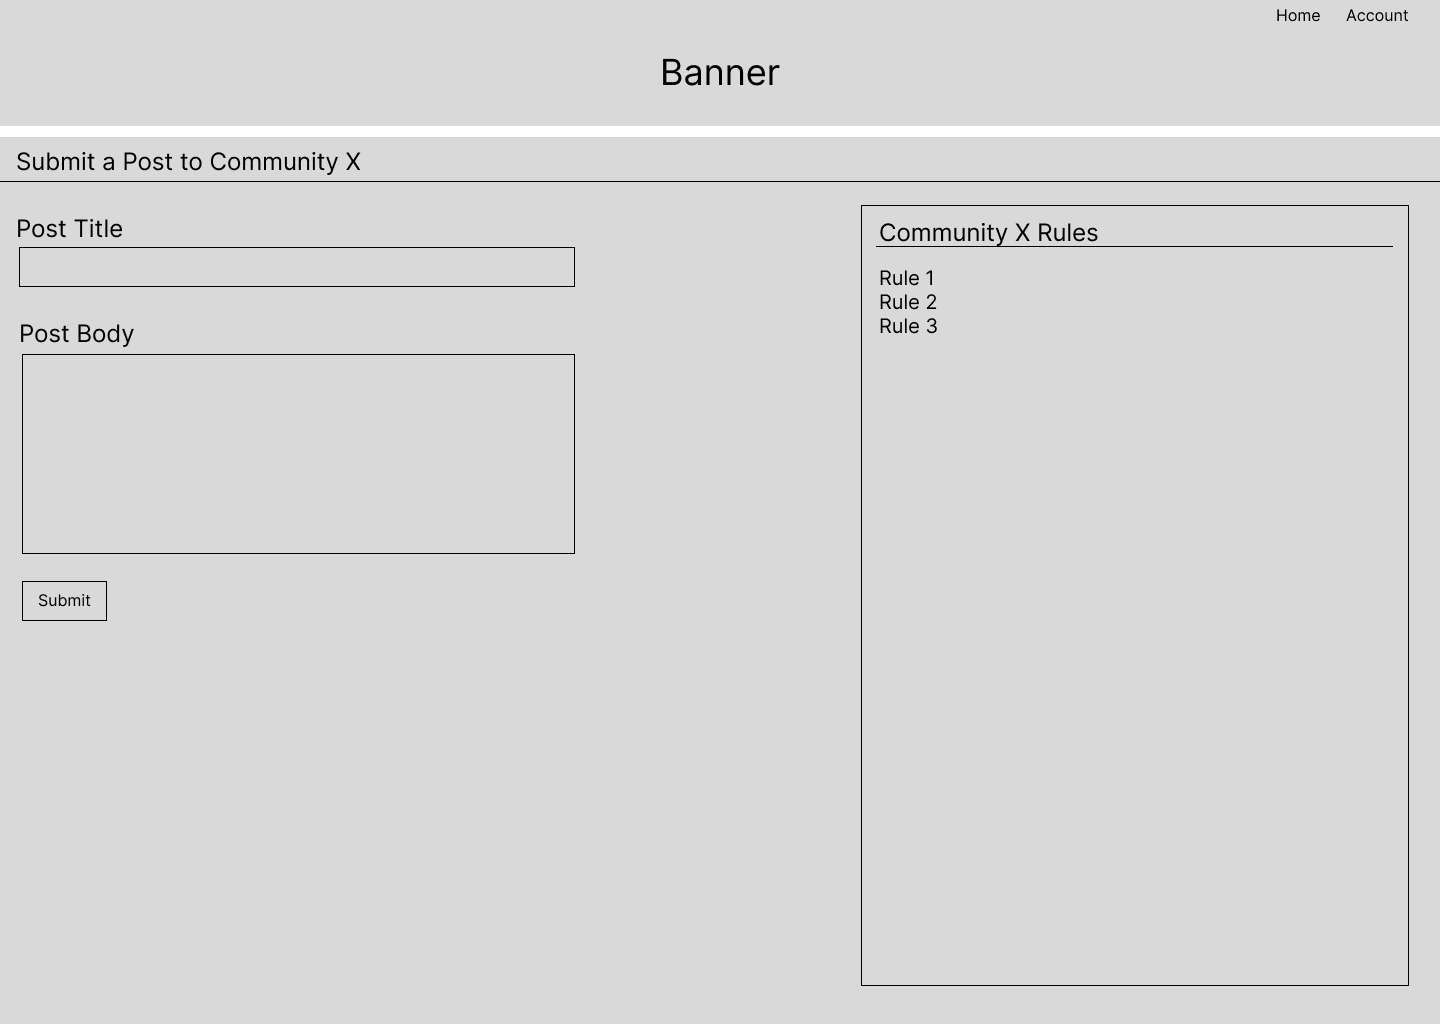 Home Account
Banner
Submit a Post to Community X
Post Title
Post Body
Submit
Community X Rules
Rule 1
Rule 2
Rule 3